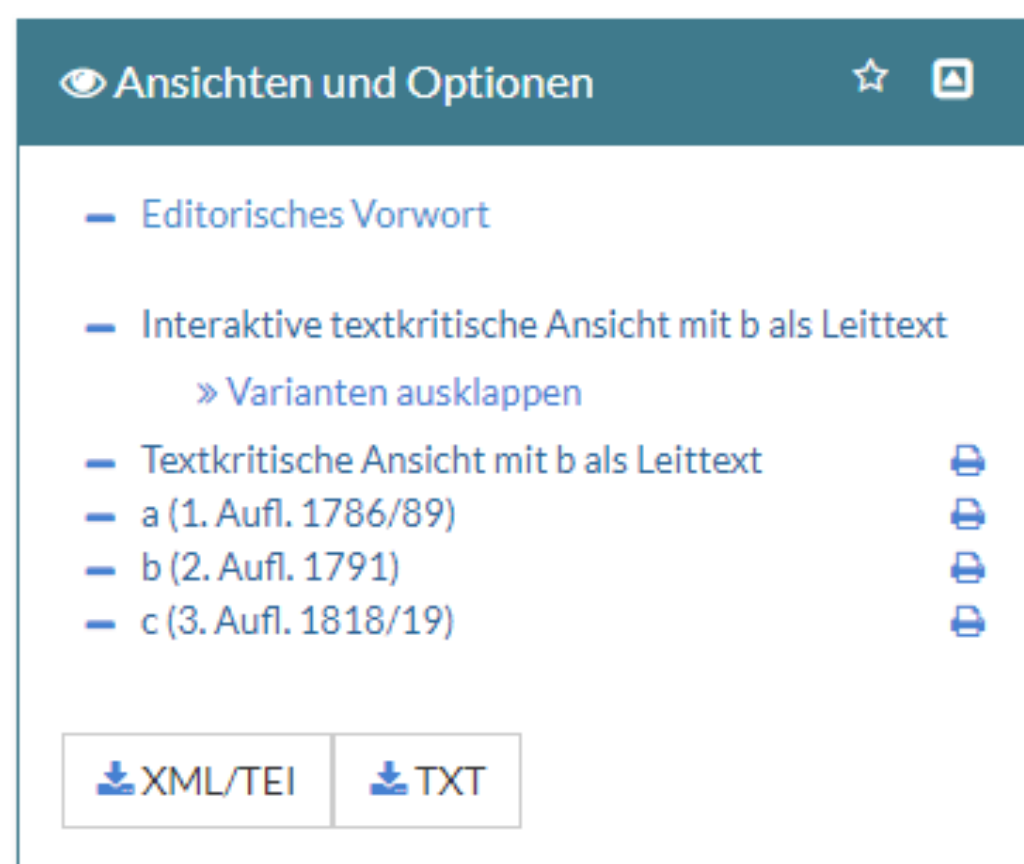 Ansichten und Optionen
Editorisches Vorwort
Interaktive textkritische Ansicht mit b als Leittext
» Varianten ausklappen
Textkritische Ansicht mit b als Leittext
a (1. Aufl. 1786/89)
b (2. Aufl. 1791)
c (3. Aufl. 1818/19)
XML/TEI TXT